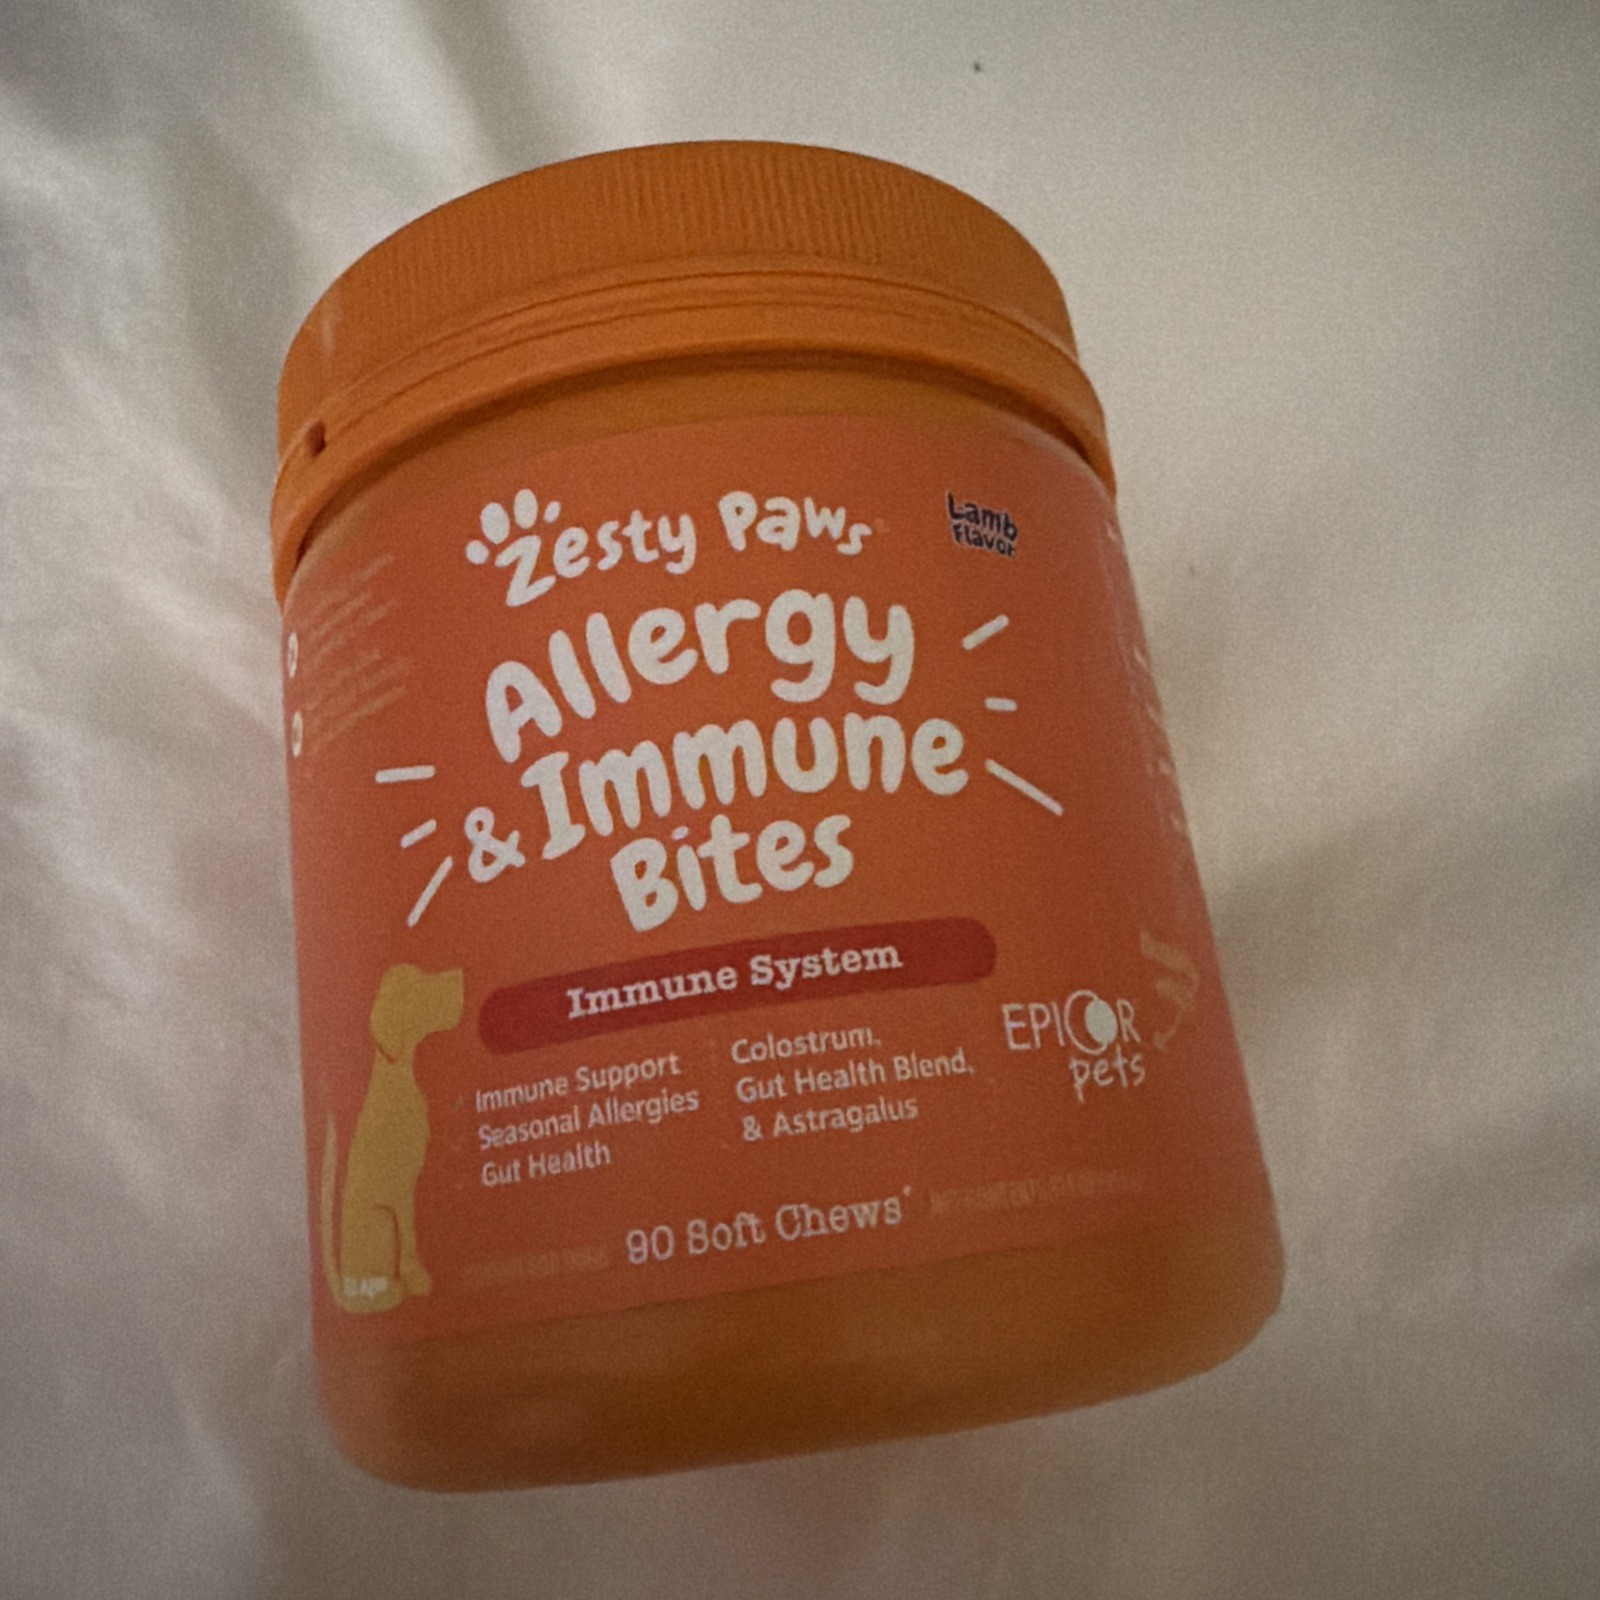 Zesty Paws
Lamb
Flavor
Allergy
& Immune
Bites
Immune System
Immune Support
Seasonal Allergies
Gut Health
Colostrum,
Gut Health Blend,
& Astragalus
EPICOR
pets
90 Soft Chews